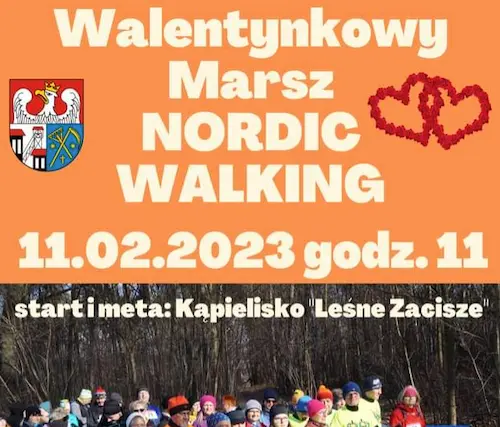 Walentynkowy
Marsz
NORDIC
WALKING
11.02.2023 godz. 11
start i meta: Kąpielisko "Leśne Zacisze"